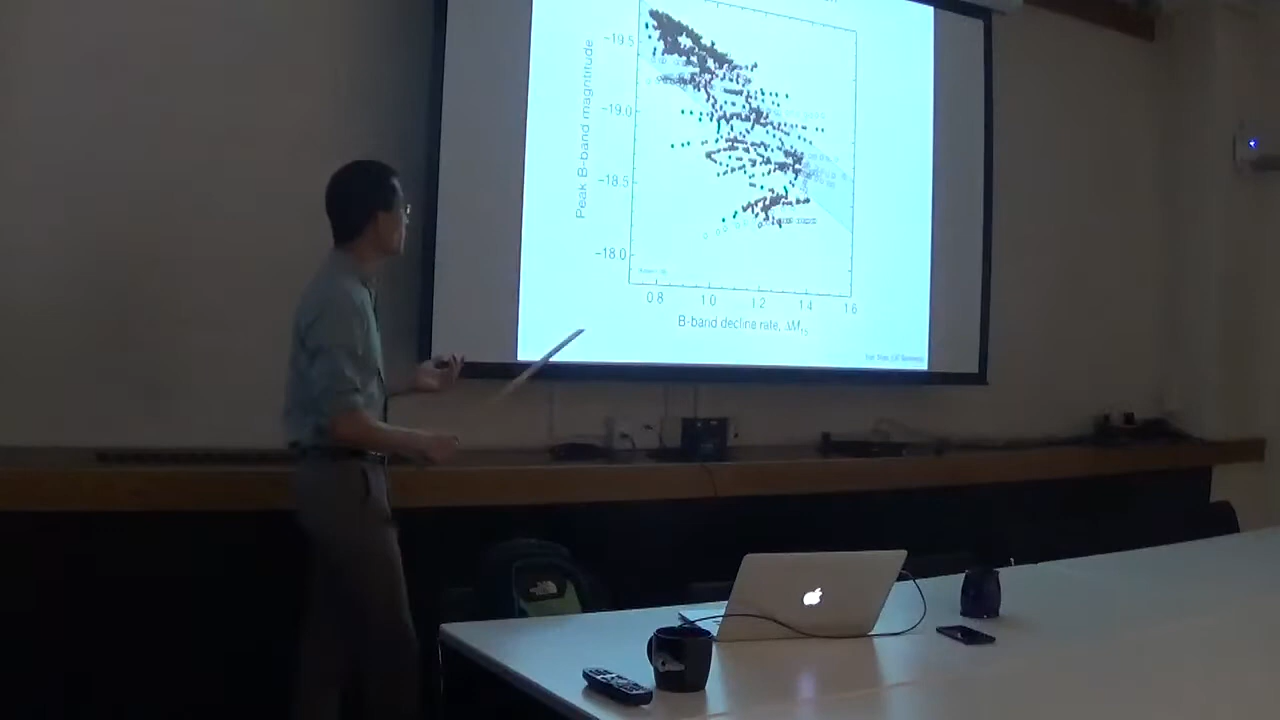 -19.5
-19.0
-18.5
-18.0
Peak B-band magnitude
0.8 1.0 1.2 1.4 1.6
B-band decline rate, ΔM₁₅